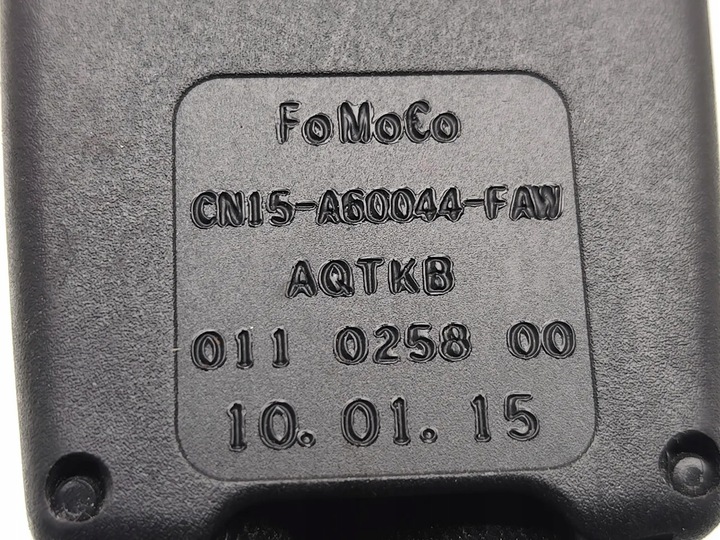 FoMoCo
CN15-A60044-FAW
AQTKB
011 0258 00
10.01.15